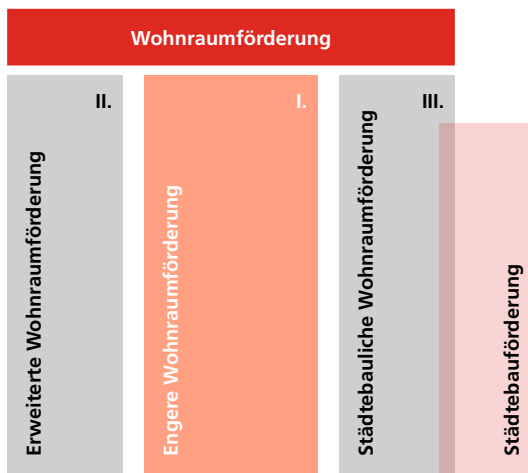 Wohnraumförderung
II.
Erweiterte Wohnraumförderung
I.
Engere Wohnraumförderung
III.
Städtebauliche Wohnraumförderung
Städtebauförderung